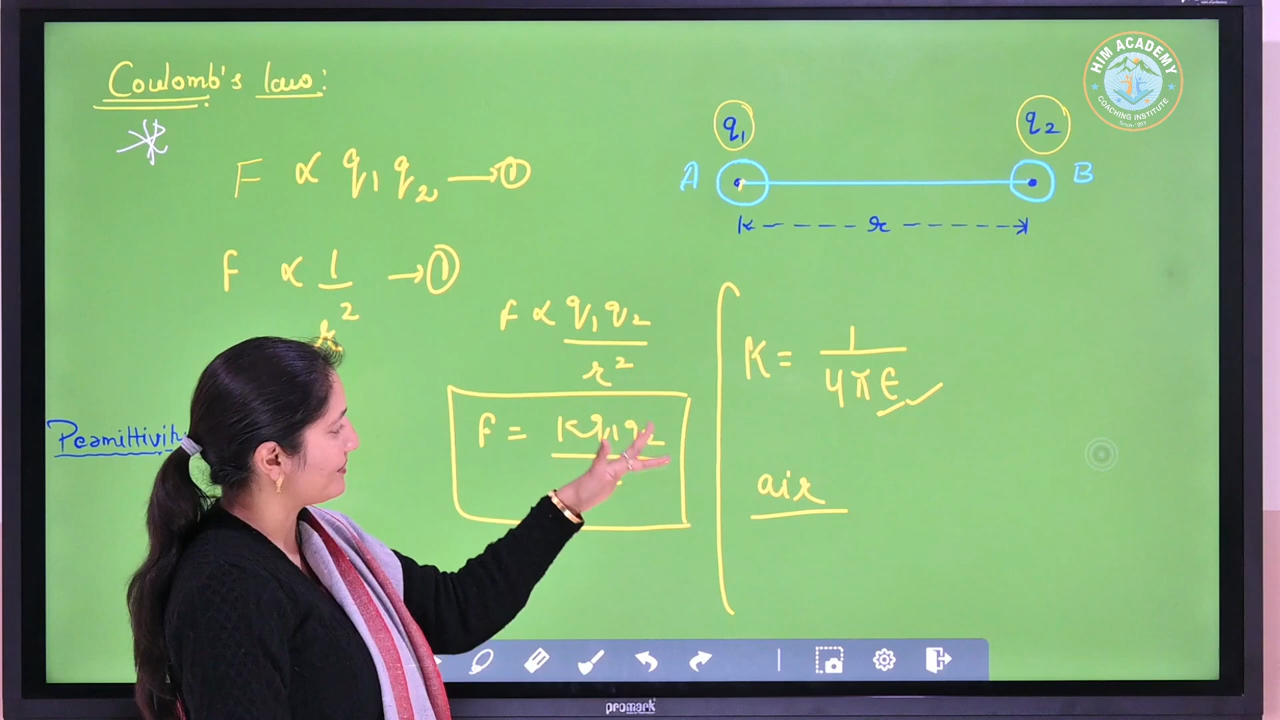 Coulomb's law:
F ∝ q₁ q₂ → ①
F ∝ 1
r²
→ ①
F ∝ q₁q₂
r²
F = Kq₁q₂
Permittivity
q₁
q₂
A
B
r
K = 1
4πϵ
air
HIM ACADEMY
COACHING INSTITUTE
promark